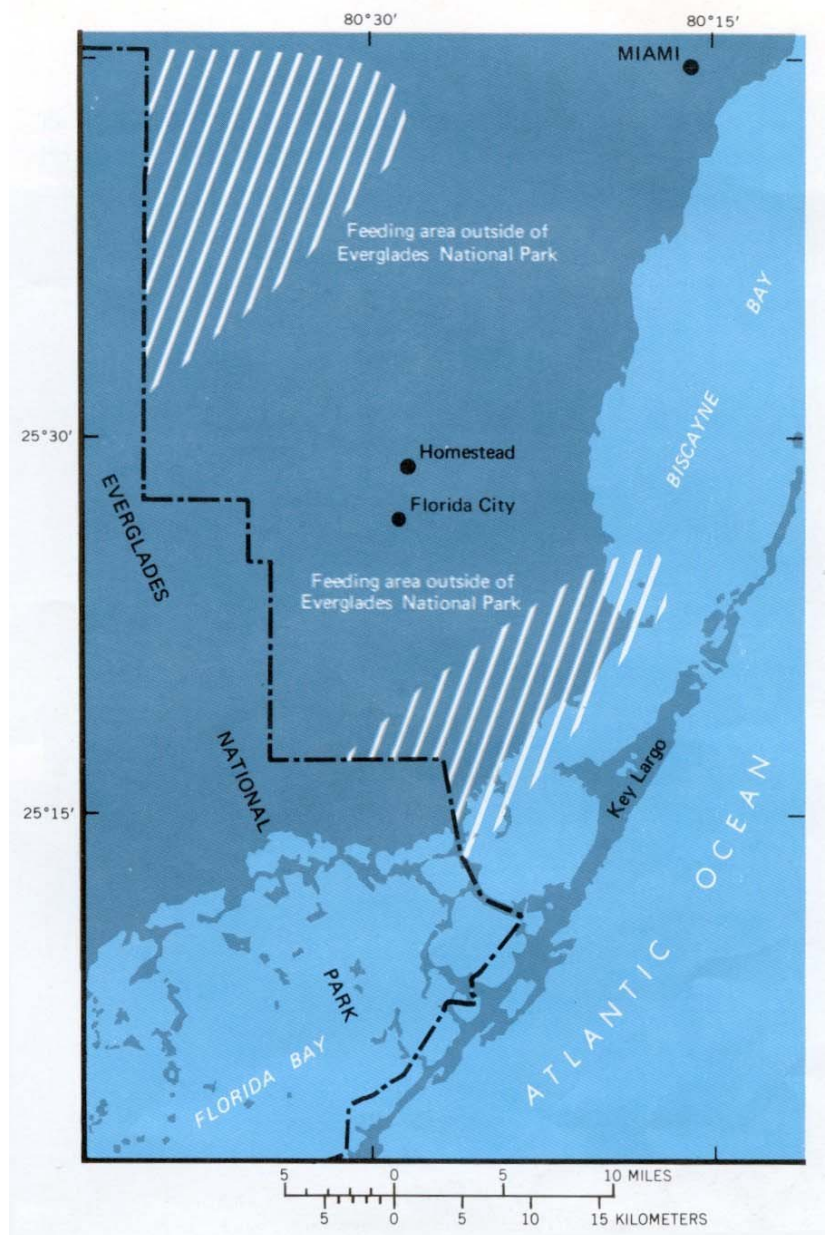 80°30′ 80°15′
MIAMI
Feeding area outside of
Everglades National Park
BAY
25°30′
Homestead
BISCAYNE
Florida City
EVERGLADES
Feeding area outside of
Everglades National Park
NATIONAL
Key Largo
25°15′
OCEAN
ATLANTIC
PARK
FLORIDA BAY
5 0 5 10 MILES
5 0 5 10 15 KILOMETERS